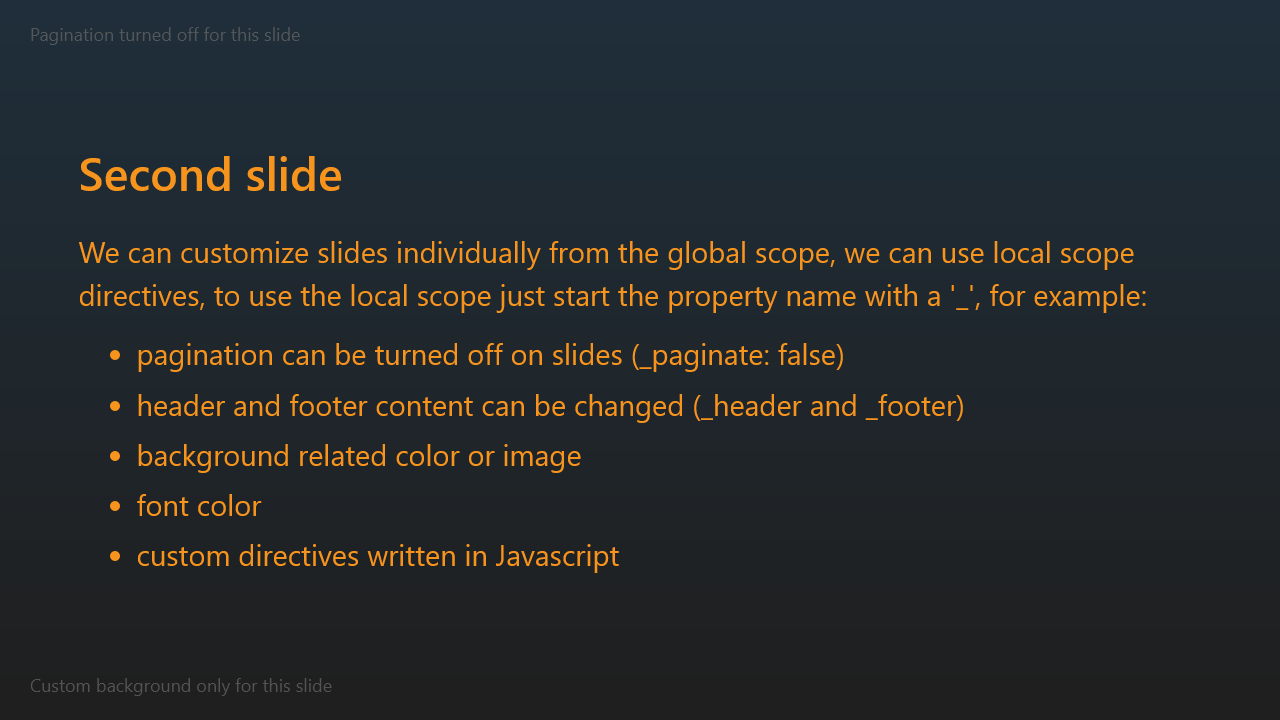 Pagination turned off for this slide
Second slide
We can customize slides individually from the global scope, we can use local scope
directives, to use the local scope just start the property name with a '_', for example:
• pagination can be turned off on slides (_paginate: false)
• header and footer content can be changed (_header and _footer)
• background related color or image
• font color
• custom directives written in Javascript
Custom background only for this slide